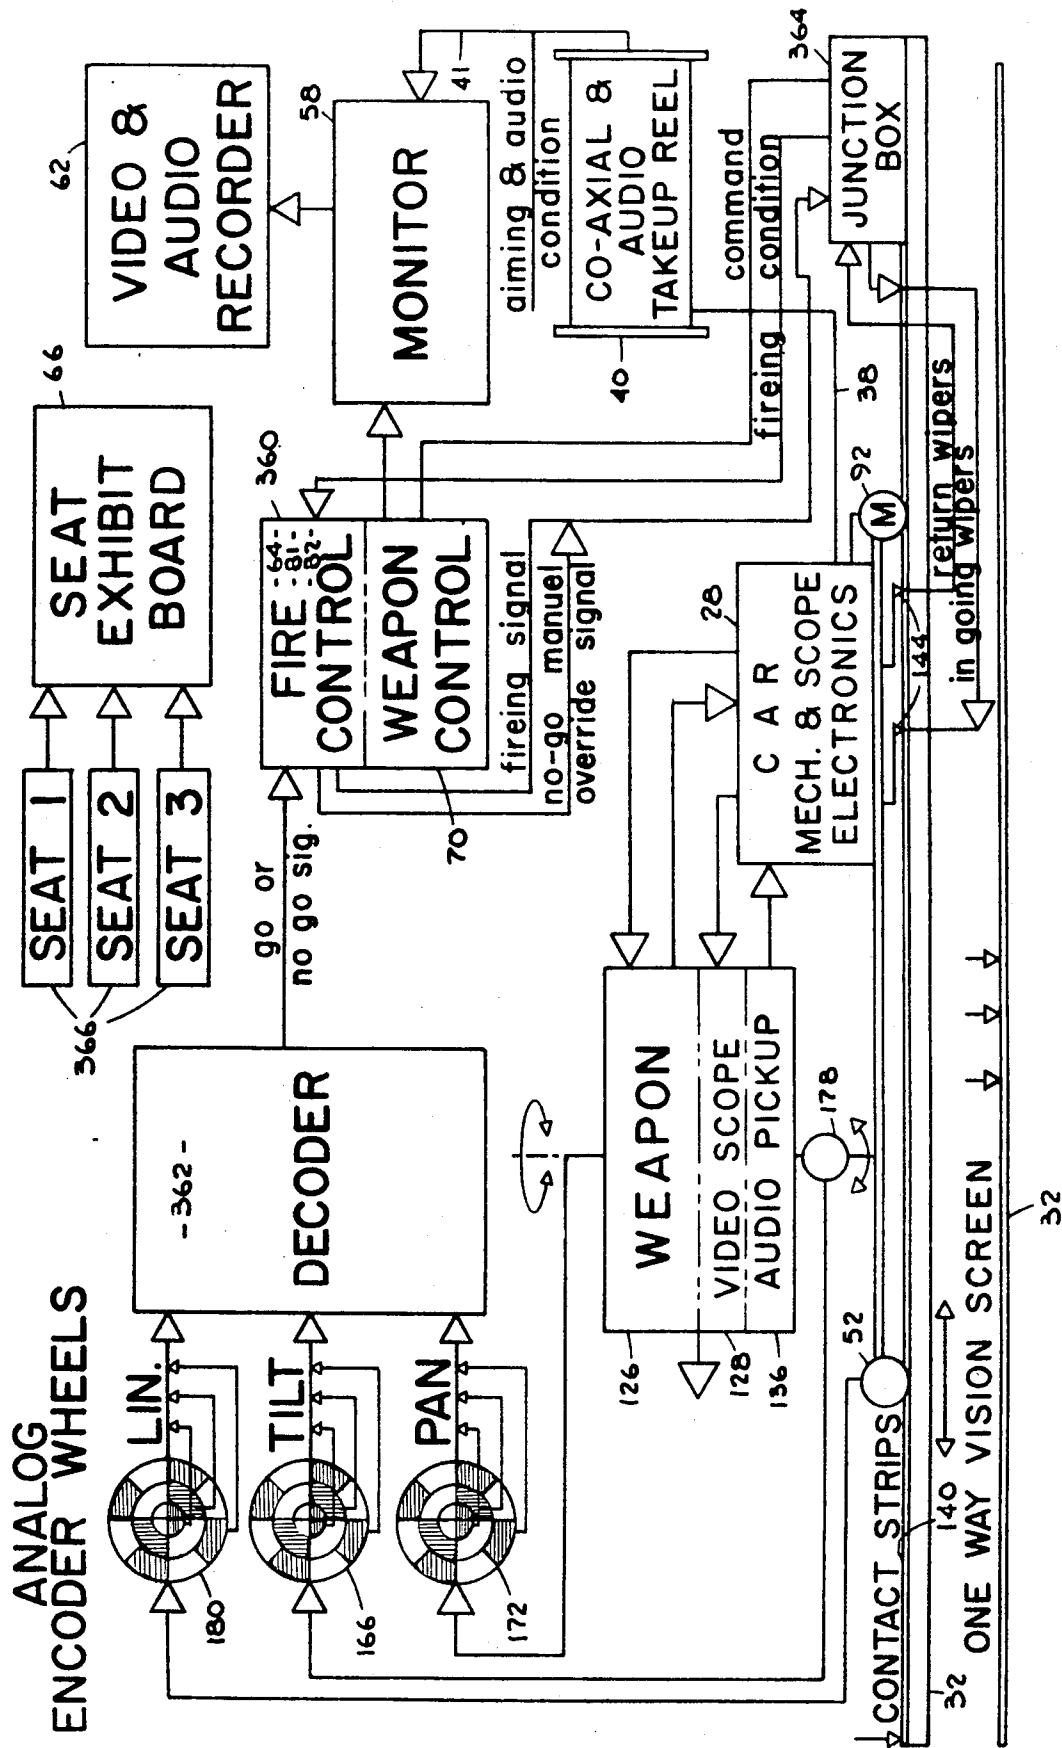 ANALOG
ENCODER WHEELS
LIN.
TILT
PAN
180
166
172
-362-
DECODER
go or
no go sig.
SEAT 1
SEAT 2
SEAT 3
366
SEAT
EXHIBIT
BOARD
66
VIDEO &
AUDIO
RECORDER
62
FIRE
CONTROL
-64-
-81-
-82-
360
WEAPON
CONTROL
70
MONITOR
58
41
fireing signal
no-go manuel
override signal
aiming & audio
condition
CO-AXIAL &
AUDIO
TAKEUP REEL
40
command
fireing condition
38
WEAPON
VIDEO SCOPE
AUDIO PICKUP
126
128
136
178
CAR
MECH. & SCOPE
ELECTRONICS
28
M
92
JUNCTION
BOX
364
return wipers
in going wipers
144
52
CONTACT STRIPS
140
32
ONE WAY VISION SCREEN
32